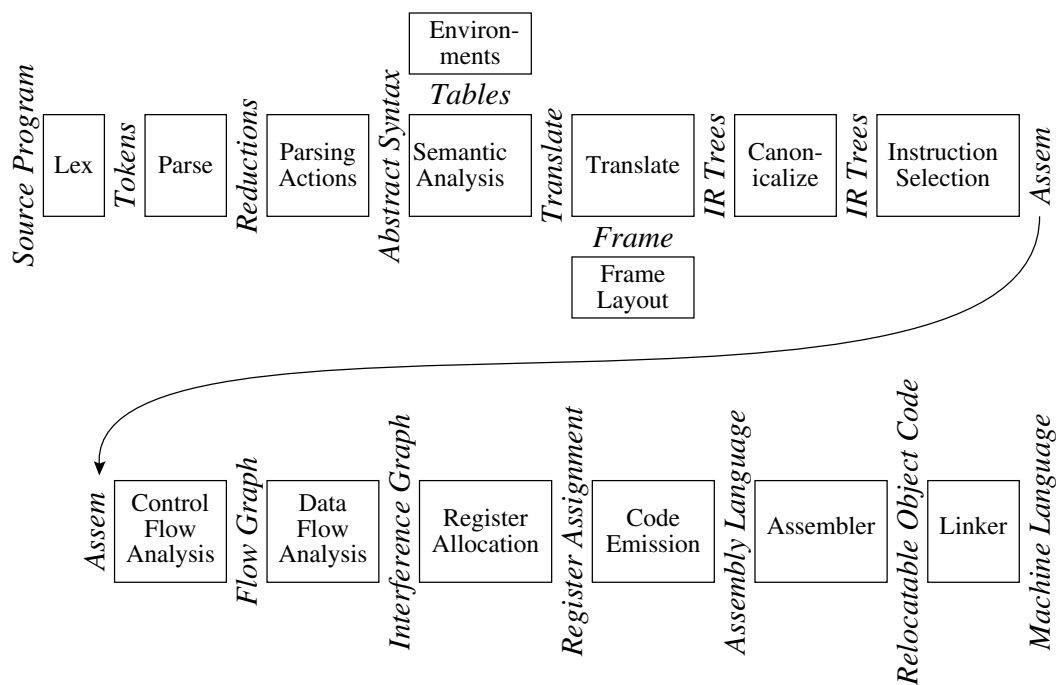 Environ-
ments
Tables
Source Program
Lex
Tokens
Parse
Reductions
Parsing
Actions
Abstract Syntax
Semantic
Analysis
Translate
Translate
IR Trees
Canon-
icalize
IR Trees
Instruction
Selection
Assem
Frame
Frame
Layout
Assem
Control
Flow
Analysis
Flow Graph
Data
Flow
Analysis
Interference Graph
Register
Allocation
Register Assignment
Code
Emission
Assembly Language
Assembler
Relocatable Object Code
Linker
Machine Language